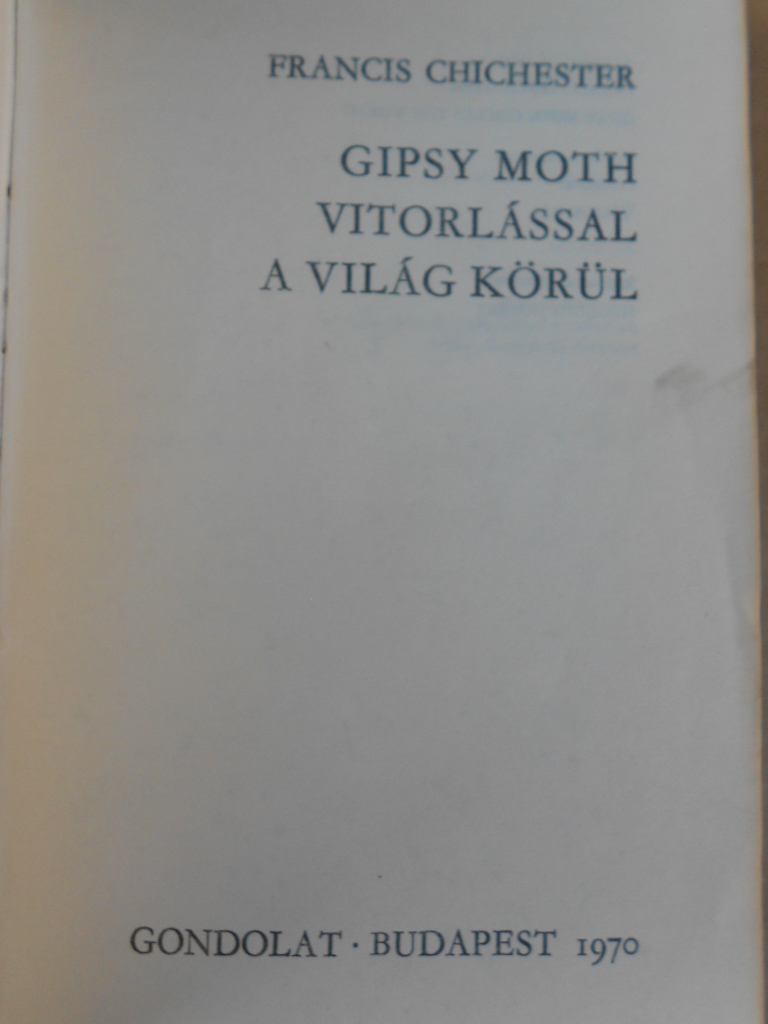 FRANCIS CHICHESTER
GIPSY MOTH
VITORLÁSSAL
A VILÁG KÖRÜL
GONDOLAT · BUDAPEST 1970